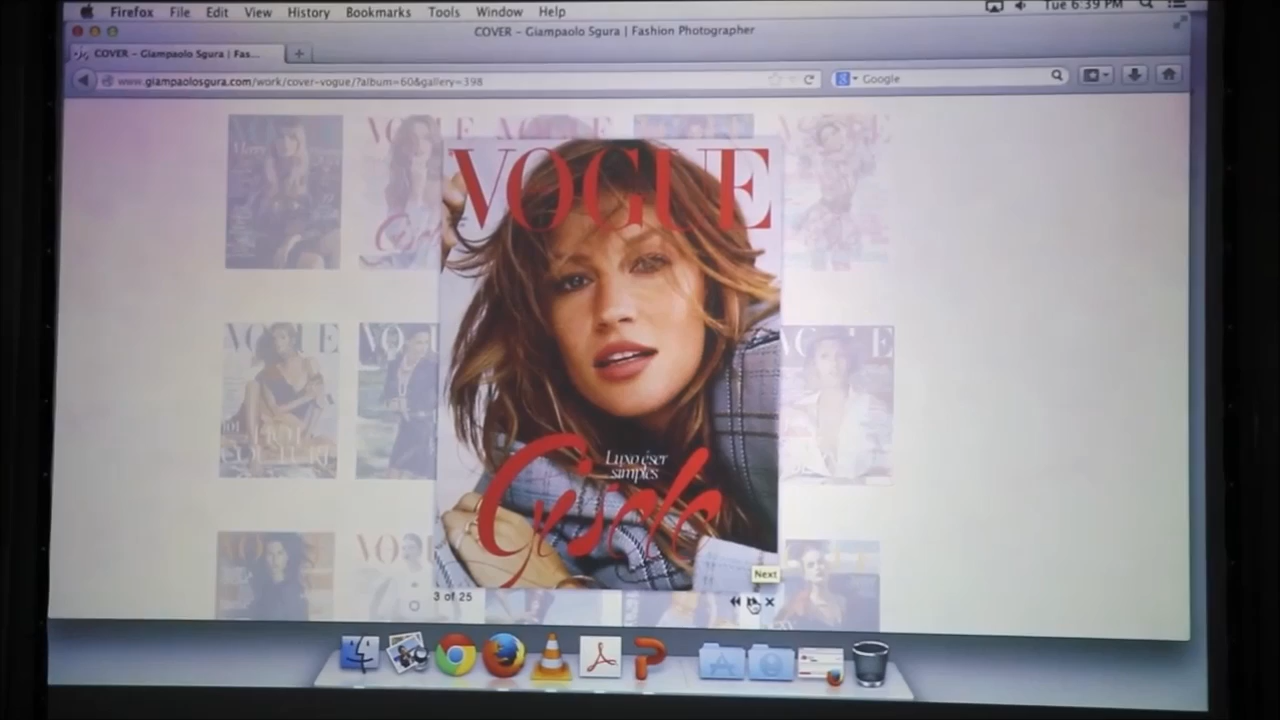 Firefox File Edit View History Bookmarks Tools Window Help
Tue 6:39 PM
COVER – Giampaolo Sgura | Fashion Photographer
COVER – Giampaolo Sgura | Fas...
www.giampaolosgura.com/work/cover-vogue/?album=60&gallery=398
Google
VOGUE
Luxo é ser
simples
Gisele
Next
3 of 25